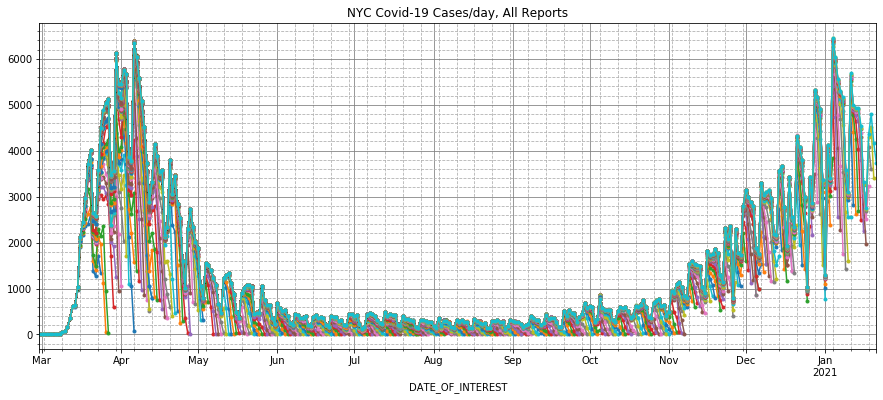 NYC Covid-19 Cases/day, All Reports
6000
5000
4000
3000
2000
1000
0
Mar Apr May Jun Jul Aug Sep Oct Nov Dec Jan
2021
DATE_OF_INTEREST